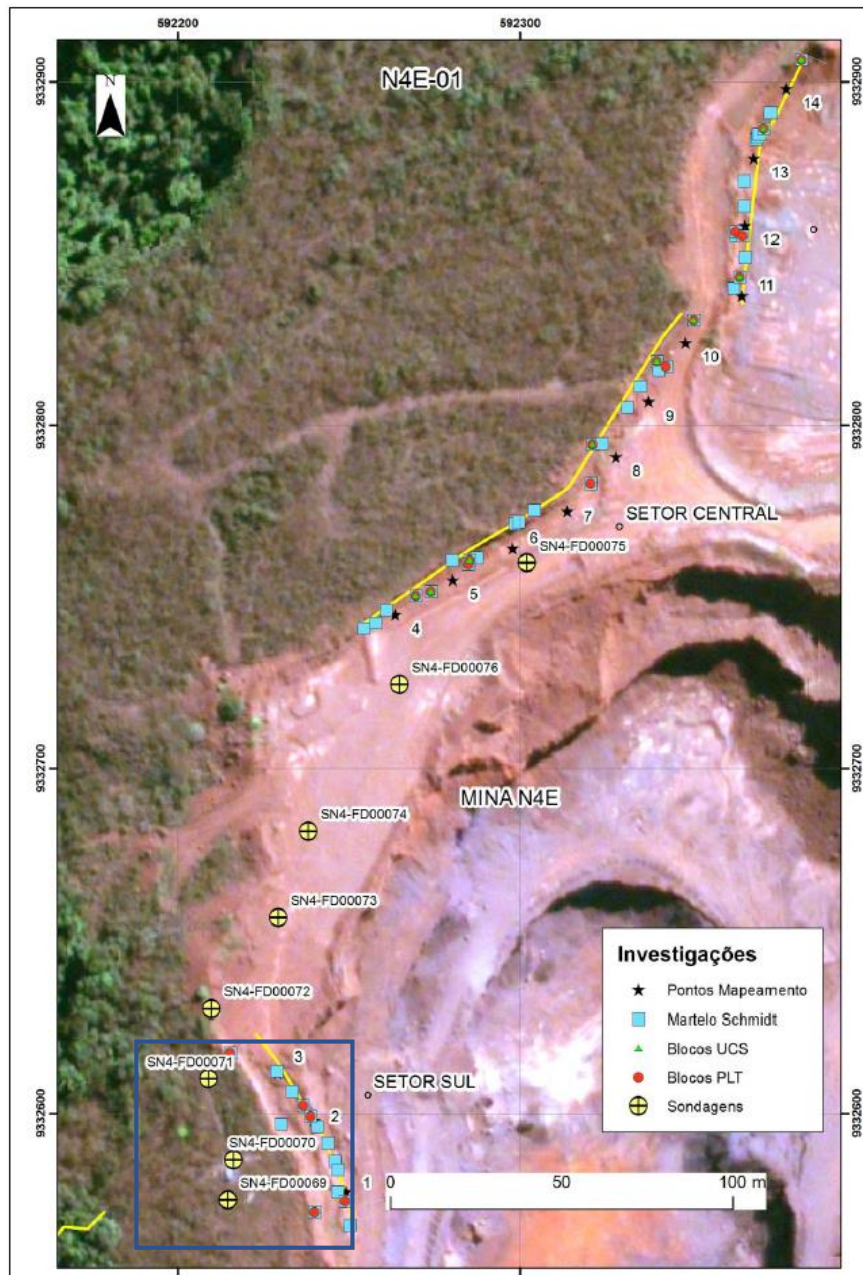 592200
592300
9332900
9332900
N4E-01
N
14
13
12
11
10
9
9332800
9332800
8
7
SETOR CENTRAL
6
SN4-FD00075
5
4
SN4-FD00076
9332700
9332700
MINA N4E
SN4-FD00074
SN4-FD00073
SN4-FD00072
3
SN4-FD00071
SETOR SUL
9332600
9332600
2
SN4-FD00070
SN4-FD00069
1
Investigações
Pontos Mapeamento
Martelo Schmidt
Blocos UCS
Blocos PLT
Sondagens
0 50 100 m
592200
592300